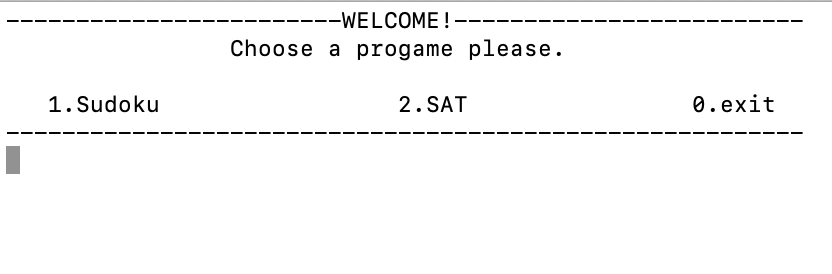 ------------------------WELCOME!-------------------------
Choose a progame please.
1.Sudoku 2.SAT 0.exit
---------------------------------------------------------